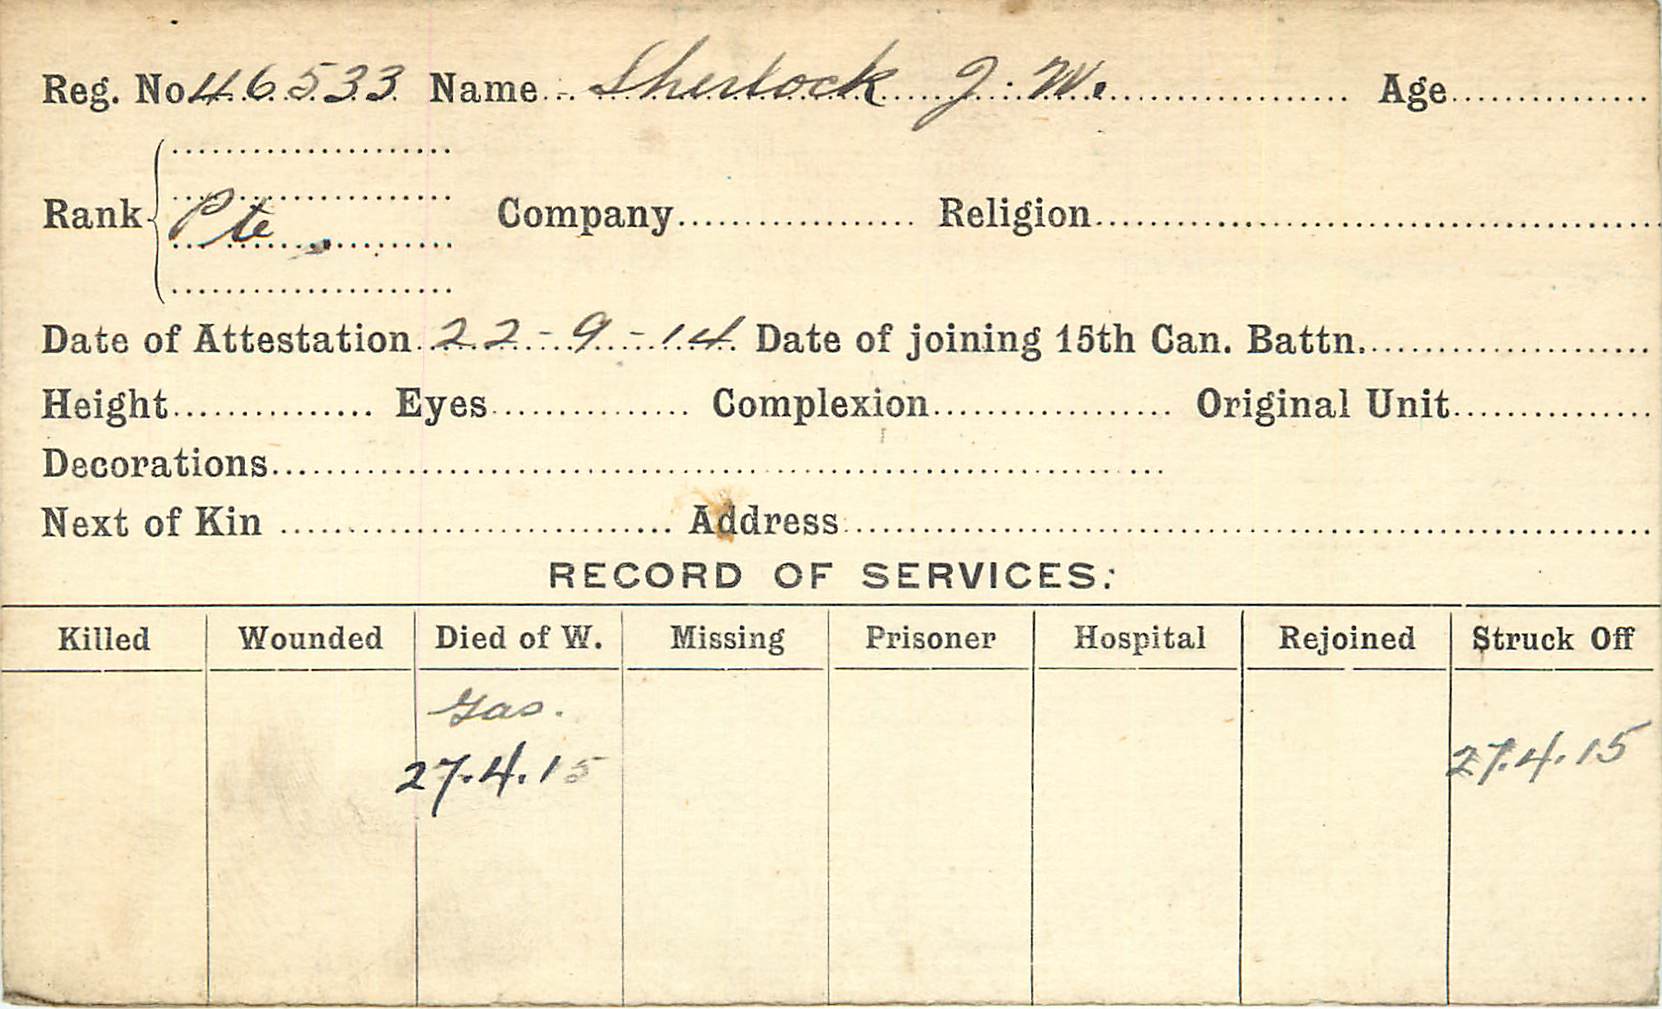 Reg. No 46533 Name Sherlock J. W. Age
Rank Pte Company Religion
Date of Attestation 22-9-14 Date of joining 15th Can. Battn.
Height Eyes Complexion Original Unit
Decorations
Next of Kin Address
RECORD OF SERVICES:
Killed Wounded Died of W. Missing Prisoner Hospital Rejoined Struck Off
Gas.
27.4.15 27.4.15